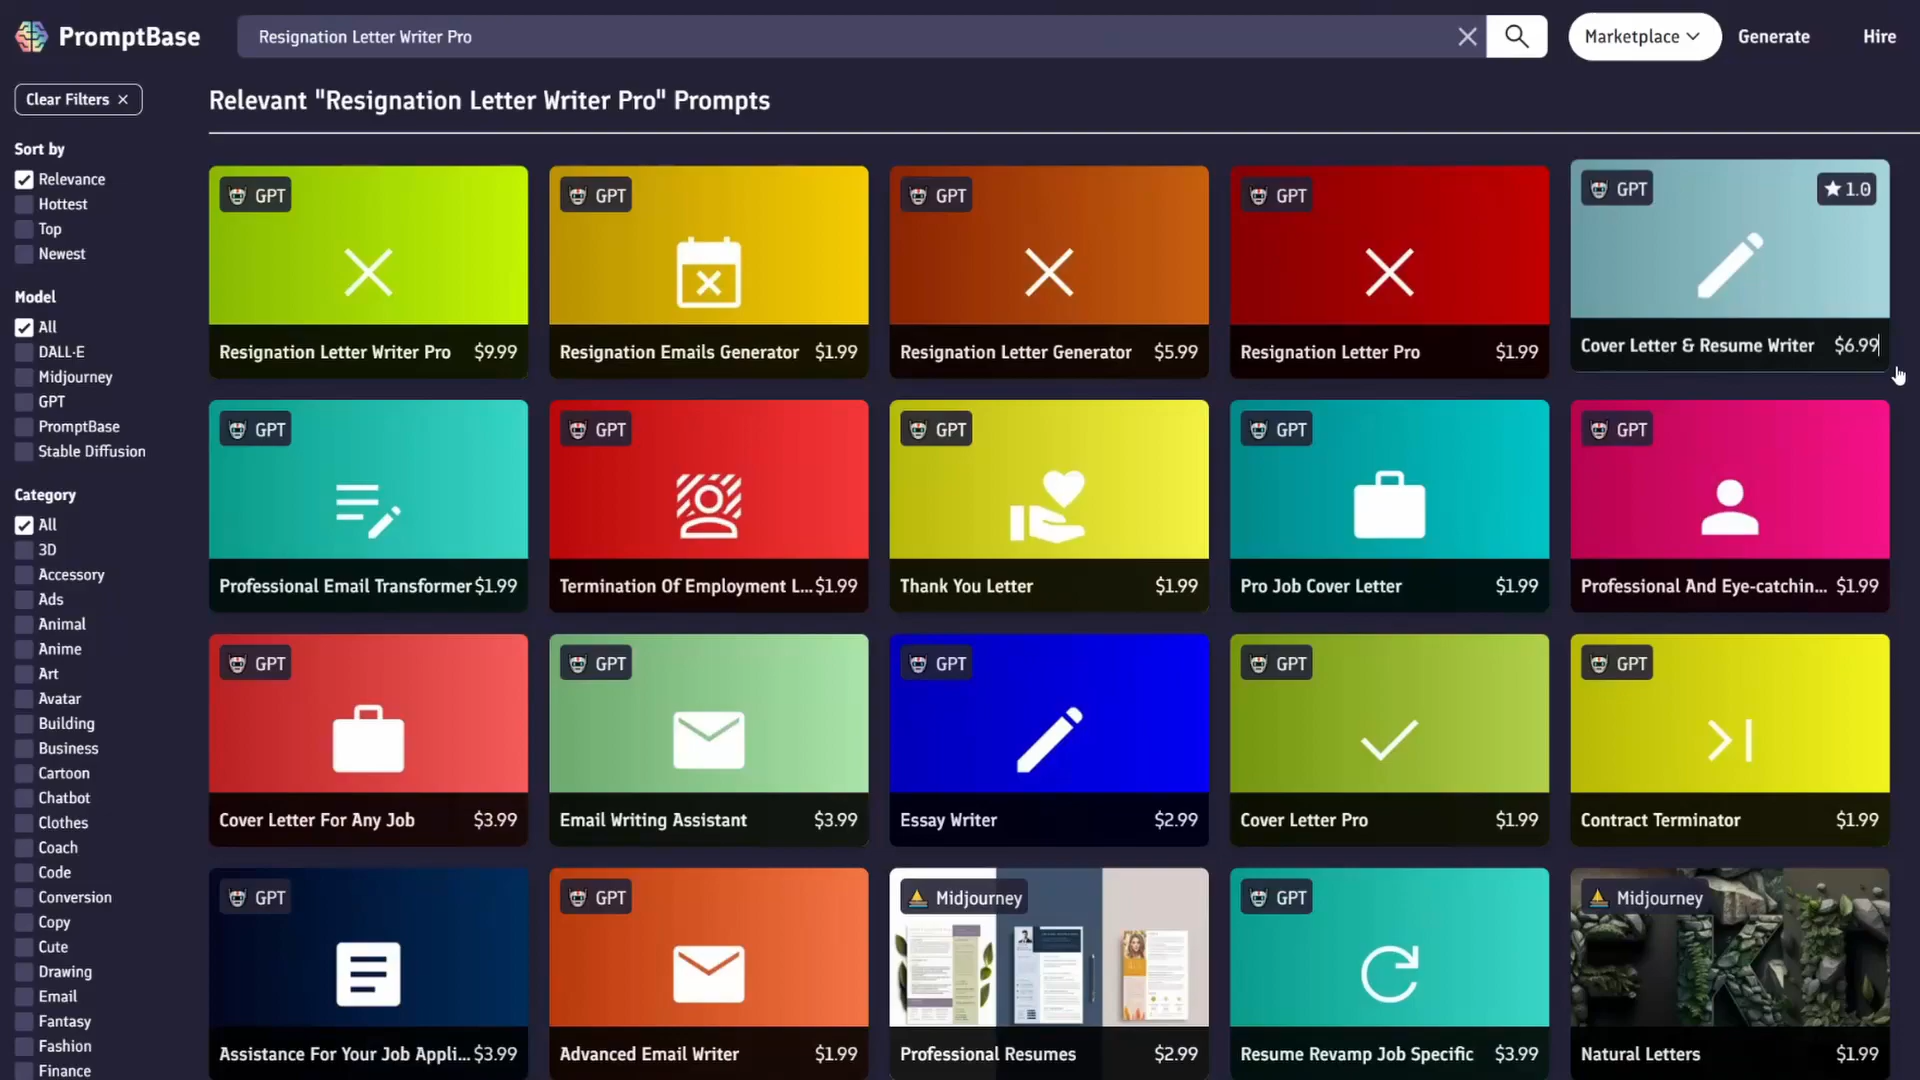 PromptBase
Resignation Letter Writer Pro
Marketplace
Generate
Hire
Clear Filters ×
Relevant "Resignation Letter Writer Pro" Prompts
Sort by
Relevance
Hottest
Top
Newest
Model
All
DALL·E
Midjourney
GPT
PromptBase
Stable Diffusion
Category
All
3D
Accessory
Ads
Animal
Anime
Art
Avatar
Building
Business
Cartoon
Chatbot
Clothes
Coach
Code
Conversion
Copy
Cute
Drawing
Email
Fantasy
Fashion
Finance
GPT
Resignation Letter Writer Pro $9.99
GPT
Resignation Emails Generator $1.99
GPT
Resignation Letter Generator $5.99
GPT
Resignation Letter Pro $1.99
GPT
★ 1.0
Cover Letter & Resume Writer $6.99
GPT
Professional Email Transformer $1.99
GPT
Termination Of Employment L... $1.99
GPT
Thank You Letter $1.99
GPT
Pro Job Cover Letter $1.99
GPT
Professional And Eye-catchin... $1.99
GPT
Cover Letter For Any Job $3.99
GPT
Email Writing Assistant $3.99
GPT
Essay Writer $2.99
GPT
Cover Letter Pro $1.99
GPT
Contract Terminator $1.99
GPT
Assistance For Your Job Appli... $3.99
GPT
Advanced Email Writer $1.99
Midjourney
Professional Resumes $2.99
GPT
Resume Revamp Job Specific $3.99
Midjourney
Natural Letters $1.99